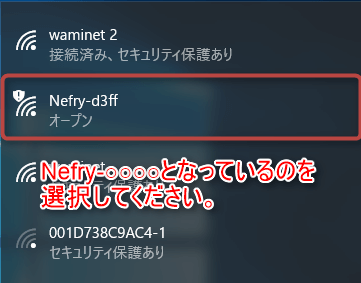 waminet 2
接続済み、セキュリティ保護あり
Nefry-d3ff
オープン
Nefry-○○○○となっているのを
選択してください。
001D738C9AC4-1
セキュリティ保護あり